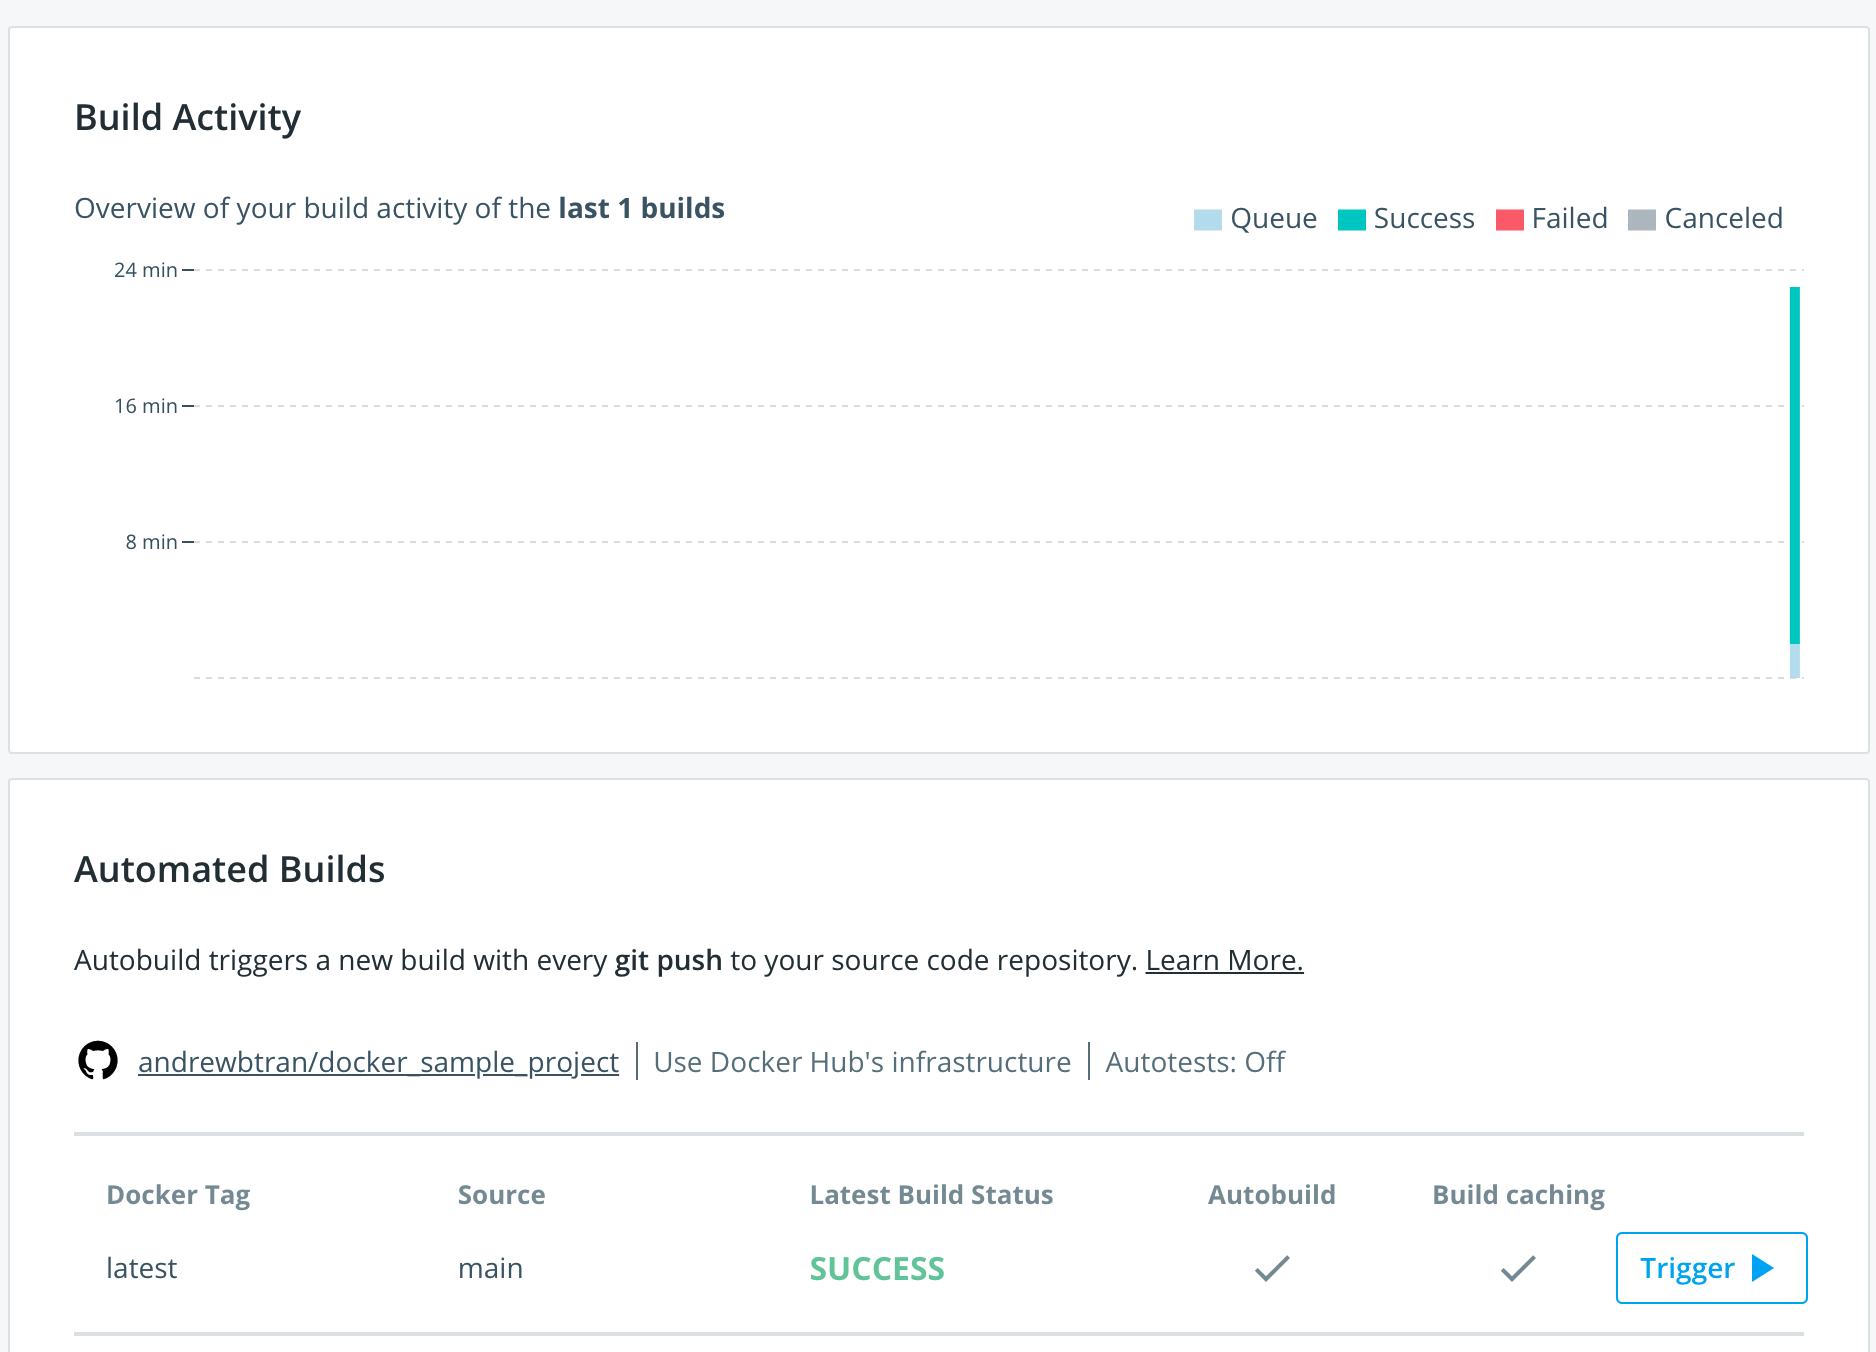 Build Activity
Overview of your build activity of the last 1 builds
Queue Success Failed Canceled
24 min
16 min
8 min
Automated Builds
Autobuild triggers a new build with every git push to your source code repository. Learn More.
andrewbtran/docker_sample_project Use Docker Hub's infrastructure Autotests: Off
Docker Tag Source Latest Build Status Autobuild Build caching
latest main SUCCESS Trigger